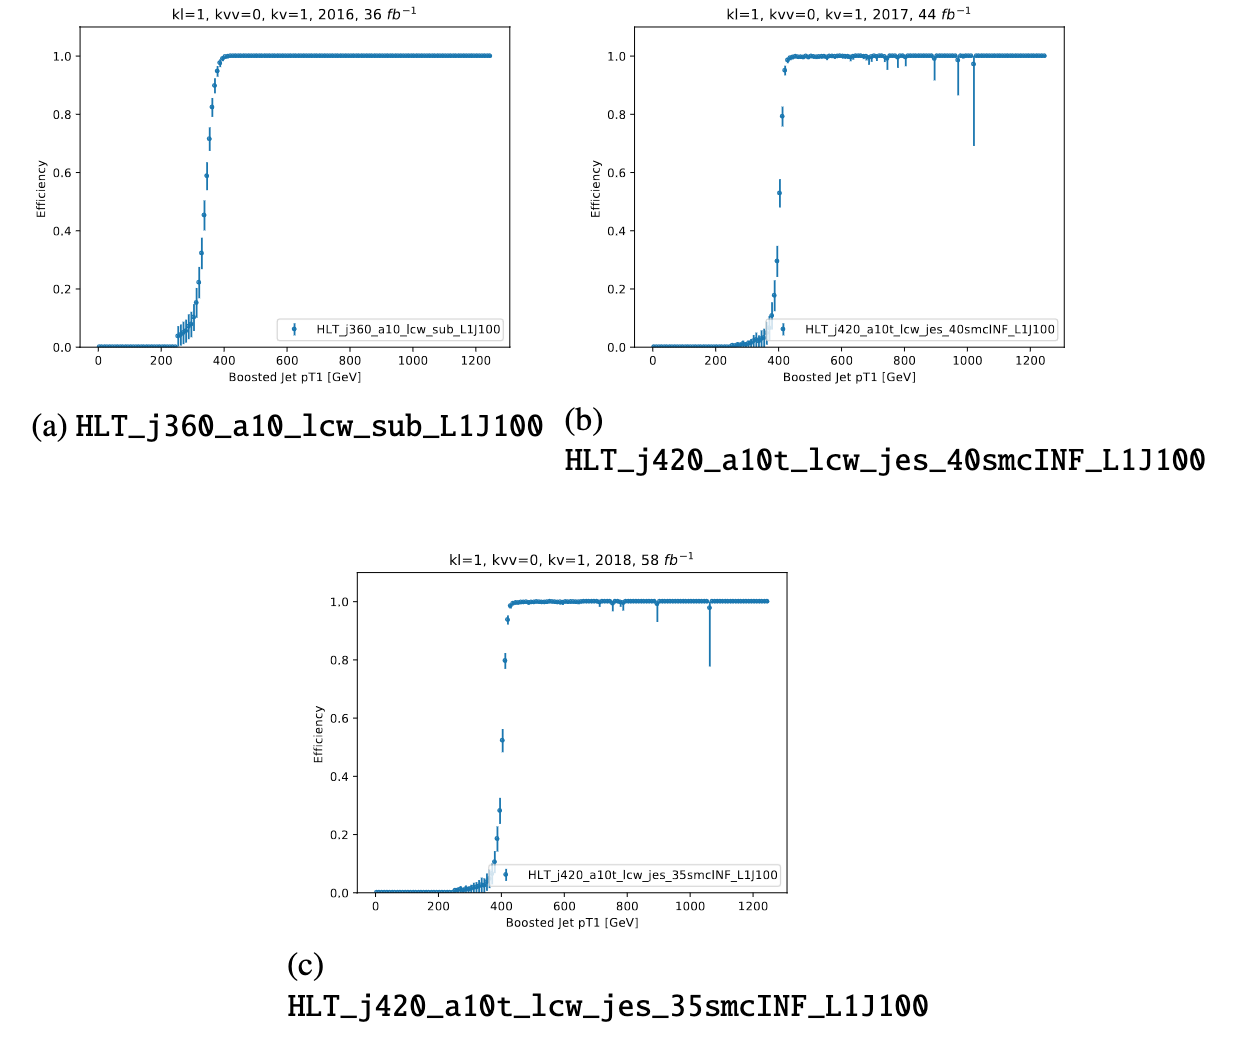 kl=1, kvv=0, kv=1, 2016, 36 fb⁻¹
1.0
0.8
0.6
0.4
0.2
0.0
Efficiency
HLT_j360_a10_lcw_sub_L1J100
0 200 400 600 800 1000 1200
Boosted Jet pT1 [GeV]
(a) HLT_j360_a10_lcw_sub_L1J100
kl=1, kvv=0, kv=1, 2017, 44 fb⁻¹
1.0
0.8
0.6
0.4
0.2
0.0
Efficiency
HLT_j420_a10t_lcw_jes_40smcINF_L1J100
0 200 400 600 800 1000 1200
Boosted Jet pT1 [GeV]
(b)
HLT_j420_a10t_lcw_jes_40smcINF_L1J100
kl=1, kvv=0, kv=1, 2018, 58 fb⁻¹
1.0
0.8
0.6
0.4
0.2
0.0
Efficiency
HLT_j420_a10t_lcw_jes_35smcINF_L1J100
0 200 400 600 800 1000 1200
Boosted Jet pT1 [GeV]
(c)
HLT_j420_a10t_lcw_jes_35smcINF_L1J100